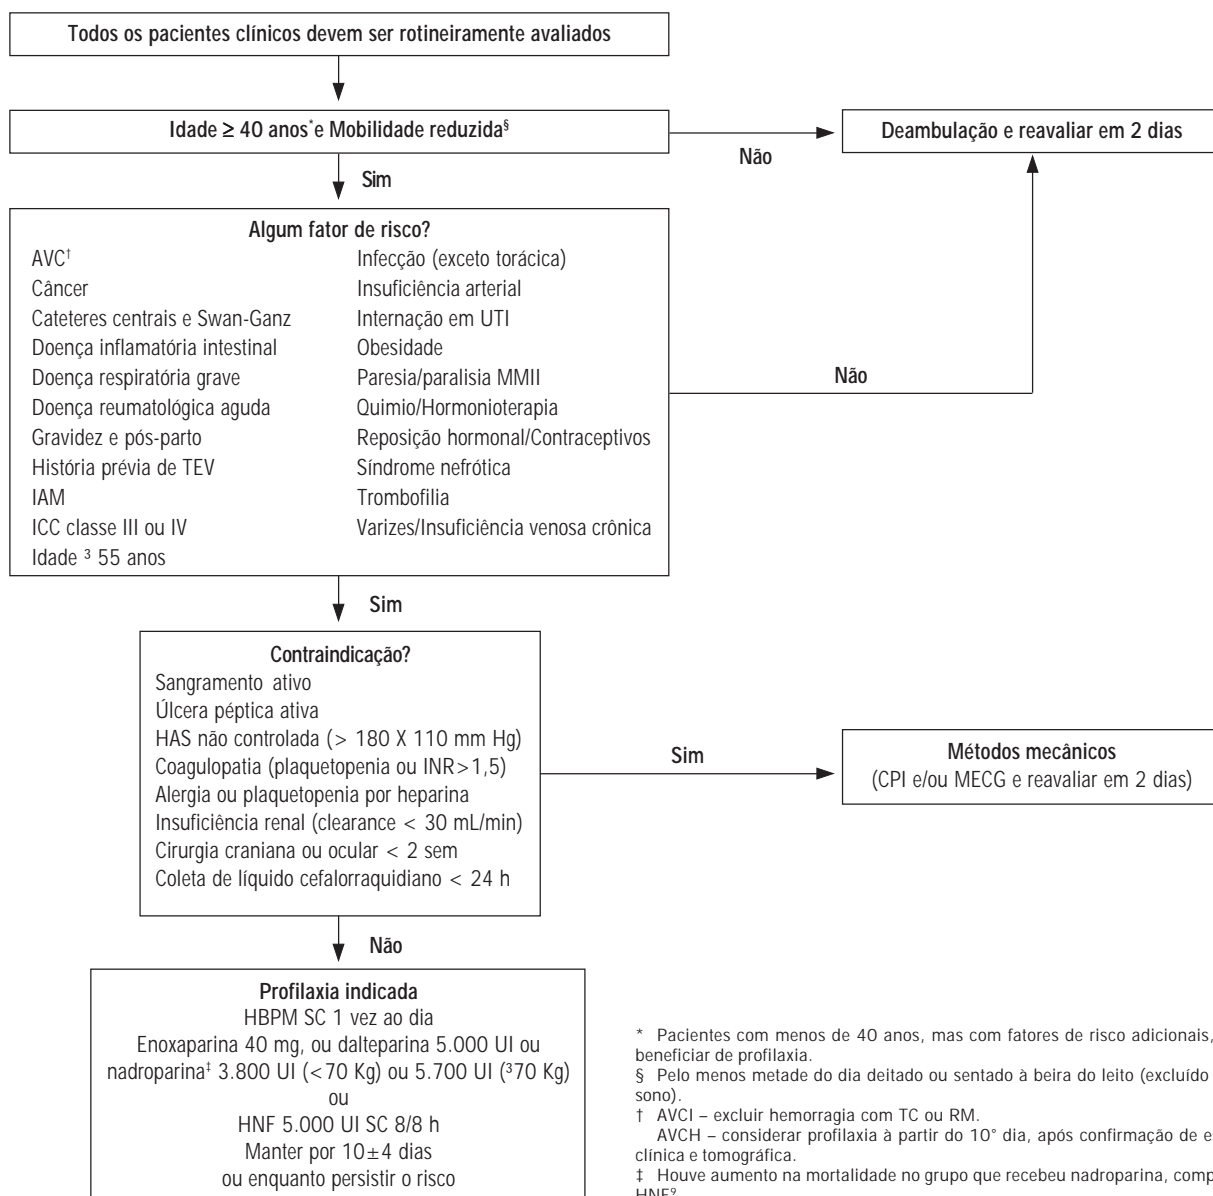 Todos os pacientes clínicos devem ser rotineiramente avaliados
Idade ≥ 40 anos* e Mobilidade reduzida§
Não
Deambulação e reavaliar em 2 dias
Sim
Algum fator de risco?
AVC†
Câncer
Cateteres centrais e Swan-Ganz
Doença inflamatória intestinal
Doença respiratória grave
Doença reumatológica aguda
Gravidez e pós-parto
História prévia de TEV
IAM
ICC classe III ou IV
Idade ³ 55 anos
Infecção (exceto torácica)
Insuficiência arterial
Internação em UTI
Obesidade
Paresia/paralisia MMII
Quimio/Hormonioterapia
Reposição hormonal/Contraceptivos
Síndrome nefrótica
Trombofilia
Varizes/Insuficiência venosa crônica
Não
Sim
Contraindicação?
Sangramento ativo
Úlcera péptica ativa
HAS não controlada (> 180 X 110 mm Hg)
Coagulopatia (plaquetopenia ou INR>1,5)
Alergia ou plaquetopenia por heparina
Insuficiência renal (clearance < 30 mL/min)
Cirurgia craniana ou ocular < 2 sem
Coleta de líquido cefalorraquidiano < 24 h
Sim
Métodos mecânicos
(CPI e/ou MECG e reavaliar em 2 dias)
Não
Profilaxia indicada
HBPM SC 1 vez ao dia
Enoxaparina 40 mg, ou dalteparina 5.000 UI ou
nadroparina‡ 3.800 UI (<70 Kg) ou 5.700 UI (³70 Kg)
ou
HNF 5.000 UI SC 8/8 h
Manter por 10±4 dias
ou enquanto persistir o risco
* Pacientes com menos de 40 anos, mas com fatores de risco adicionais,
beneficiar de profilaxia.
§ Pelo menos metade do dia deitado ou sentado à beira do leito (excluído
sono).
† AVCI – excluir hemorragia com TC ou RM.
AVCH – considerar profilaxia à partir do 10° dia, após confirmação de
clínica e tomográfica.
‡ Houve aumento na mortalidade no grupo que recebeu nadroparina,
HNF⁹